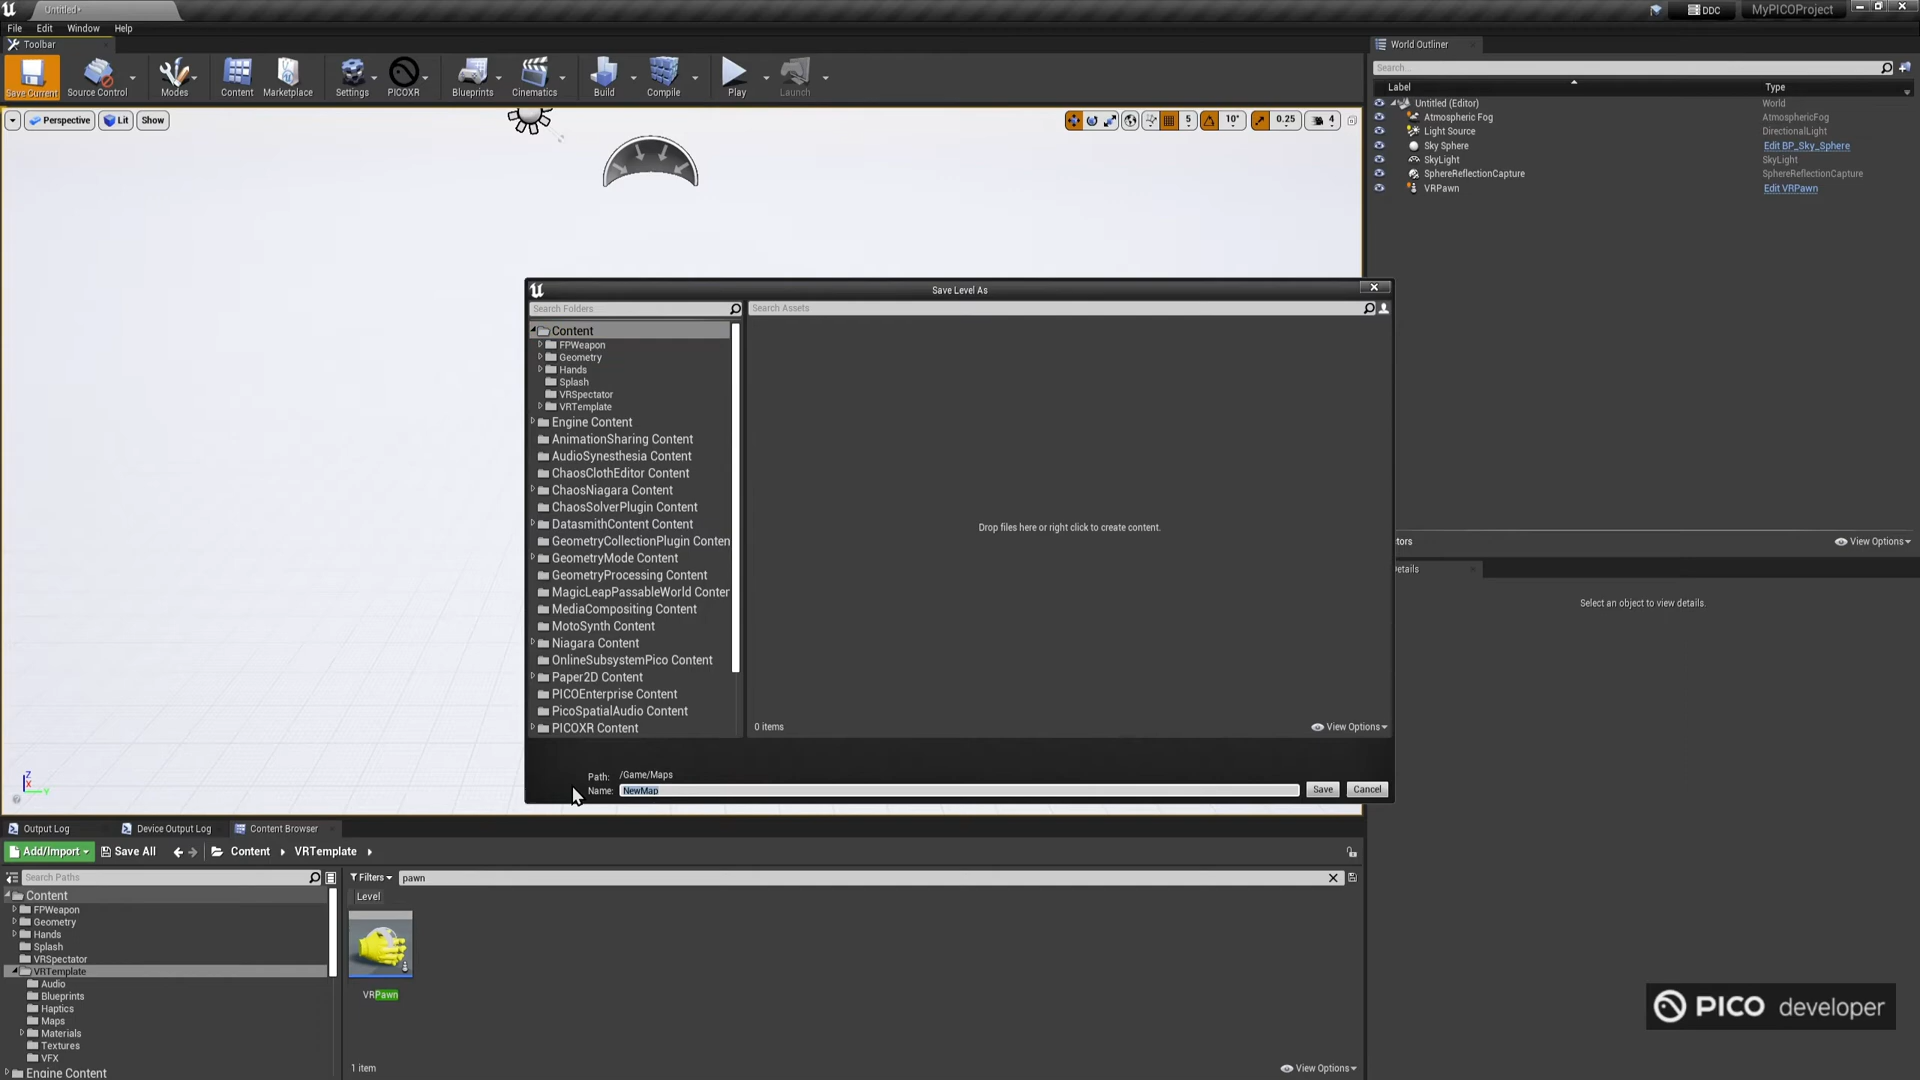 Untitled*
DDC
MyPICOProject
File Edit Window Help
Toolbar
World Outliner
Save Current
Source Control
Modes
Content
Marketplace
Settings
PICOXR
Blueprints
Cinematics
Build
Compile
Play
Launch
Search...
Label Type
Untitled (Editor) World
Atmospheric Fog AtmosphericFog
Light Source DirectionalLight
Sky Sphere Edit BP_Sky_Sphere
SkyLight SkyLight
SphereReflectionCapture SphereReflectionCapture
VRPawn Edit VRPawn
Perspective Lit Show
5 10° 0.25 4
Save Level As
Search Folders
Search Assets
Content
FPWeapon
Geometry
Hands
Splash
VRSpectator
VRTemplate
Engine Content
AnimationSharing Content
AudioSynesthesia Content
ChaosClothEditor Content
ChaosNiagara Content
ChaosSolverPlugin Content
DatasmithContent Content
GeometryCollectionPlugin Conten
GeometryMode Content
GeometryProcessing Content
MagicLeapPassableWorld Conter
MediaCompositing Content
MotoSynth Content
Niagara Content
OnlineSubsystemPico Content
Paper2D Content
PICOEnterprise Content
PicoSpatialAudio Content
PICOXR Content
Drop files here or right click to create content.
0 items
View Options
Path: /Game/Maps
Name: NewMap
Save
Cancel
tors
View Options
etails
Select an object to view details.
Z
X
Y
Output Log
Device Output Log
Content Browser
Add/Import
Save All
Content
VRTemplate
Search Paths
Filters
pawn
Level
Content
FPWeapon
Geometry
Hands
Splash
VRSpectator
VRTemplate
Audio
Blueprints
Haptics
Maps
Materials
Textures
VFX
Engine Content
VRPawn
1 item
View Options
PICO developer